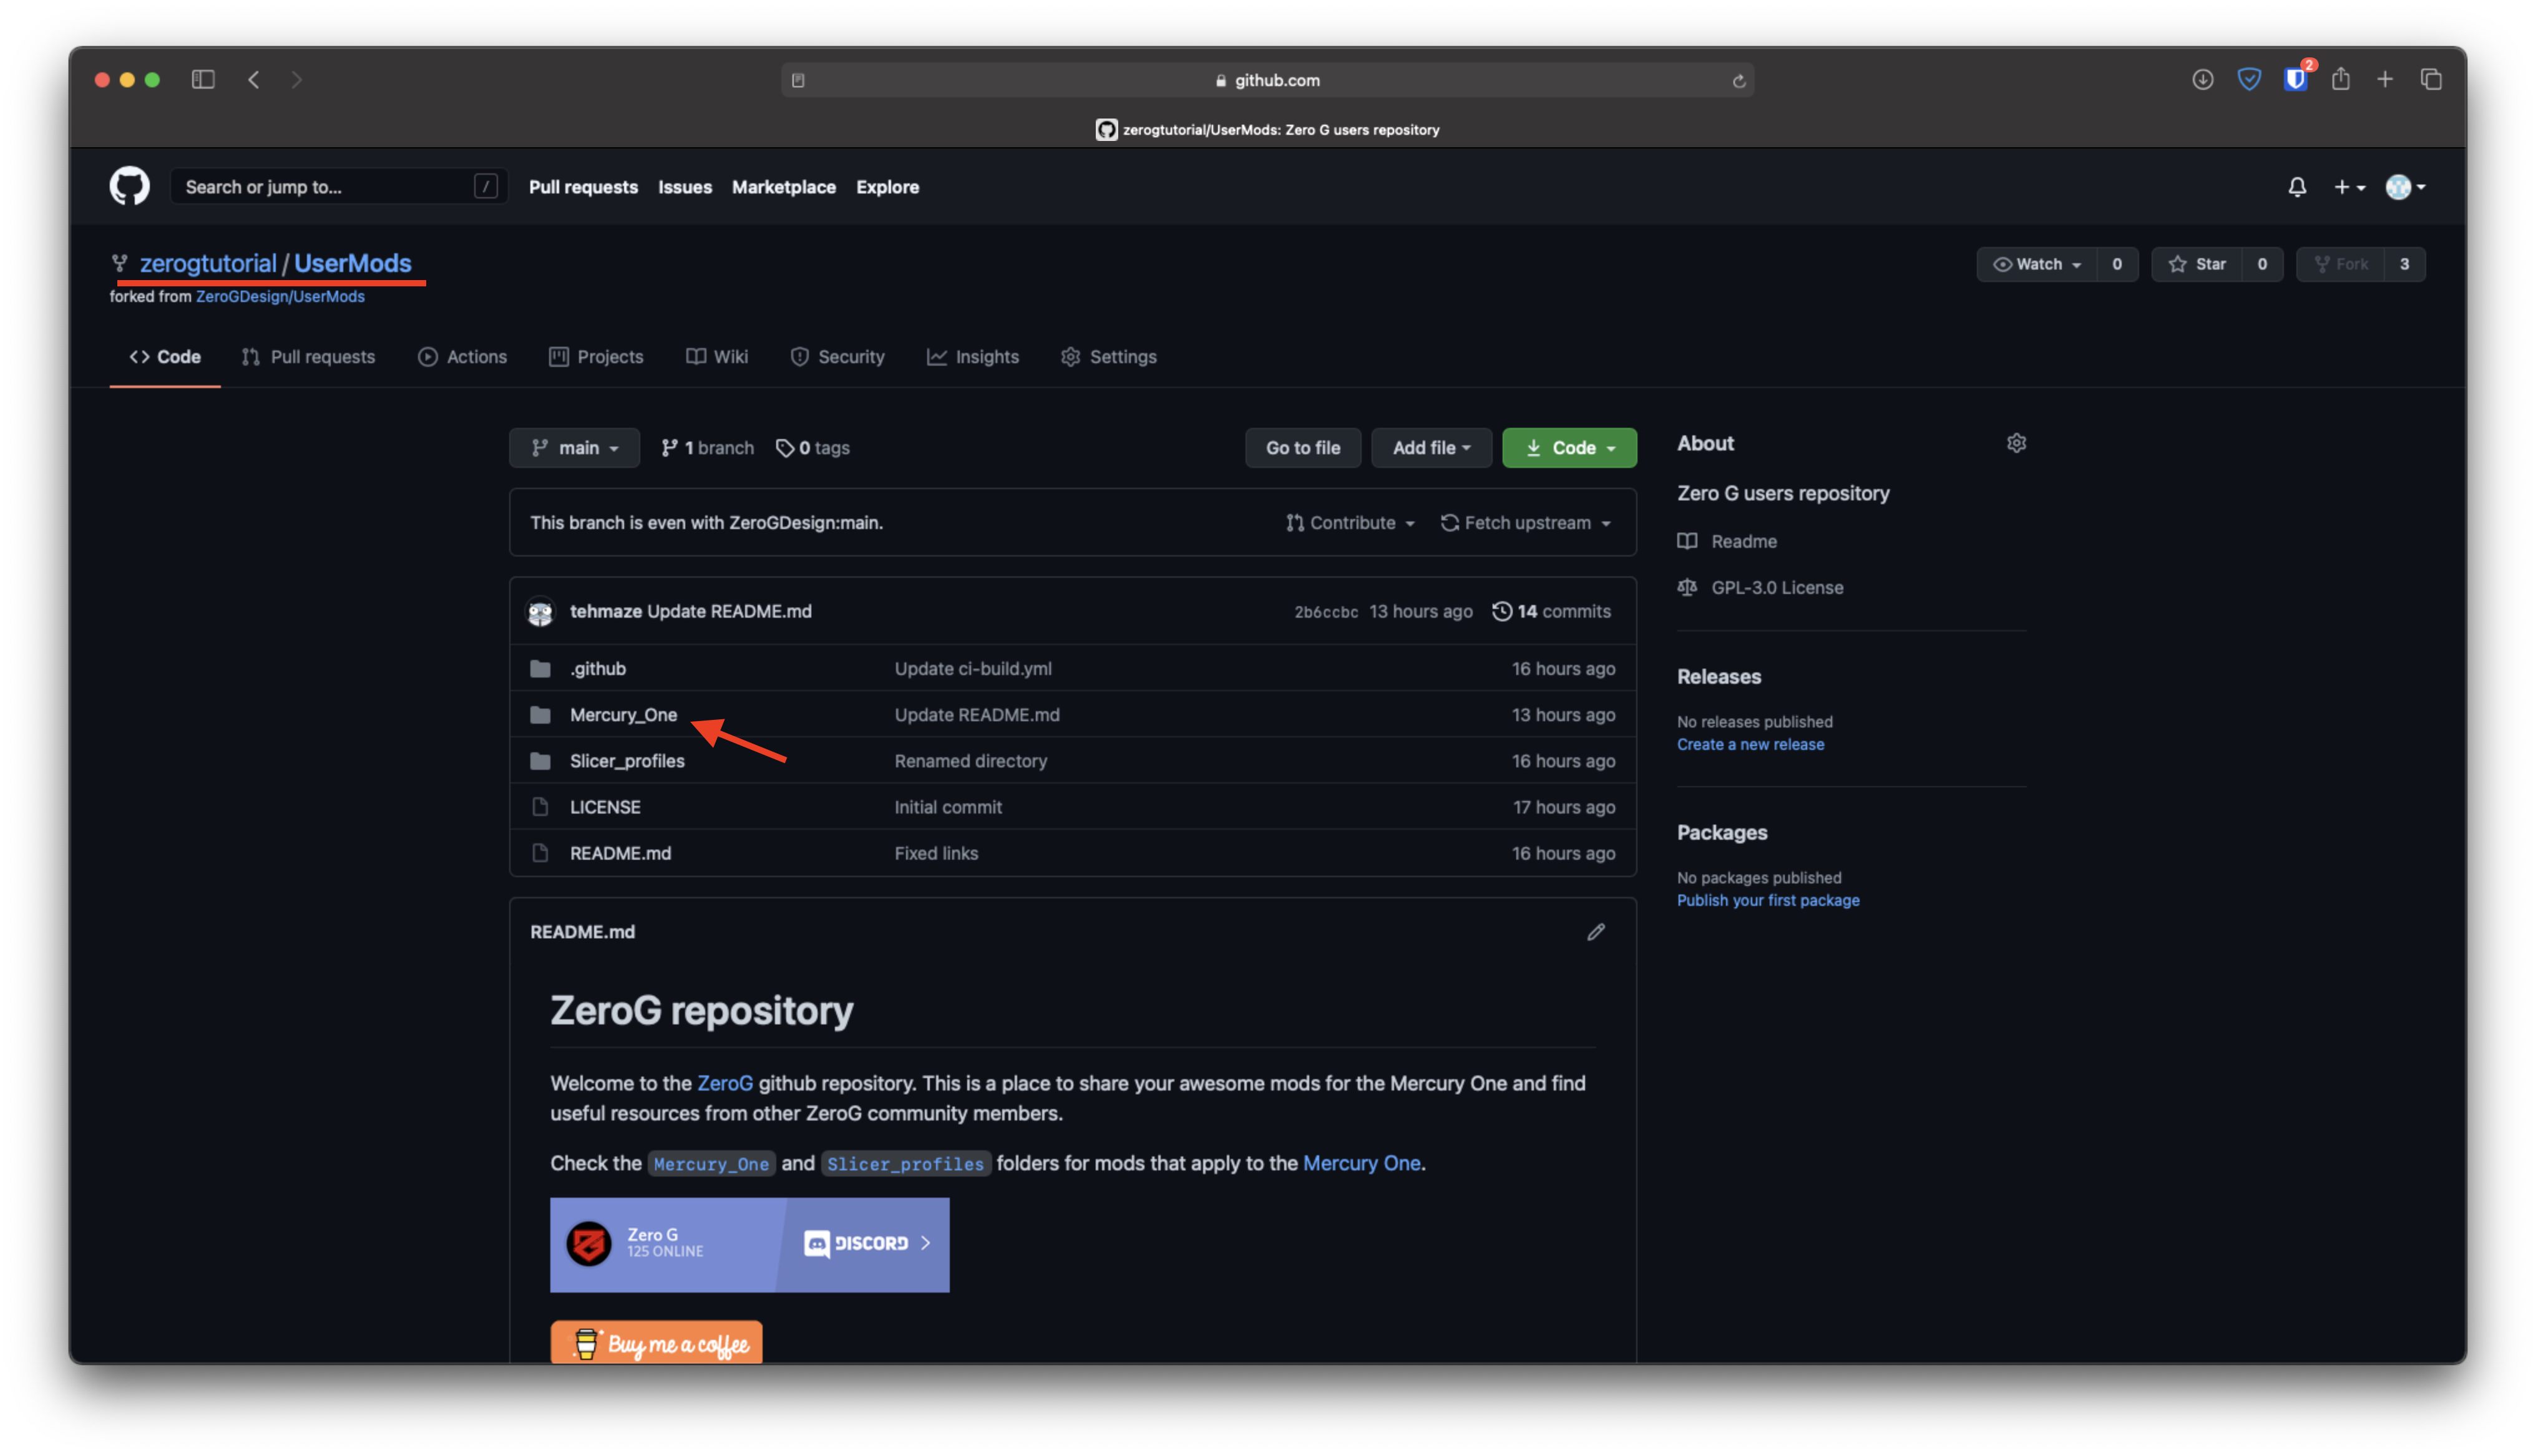 github.com
2
zerogtutorial/UserMods: Zero G users repository
Search or jump to... /
Pull requests Issues Marketplace Explore
zerogtutorial / UserMods
forked from ZeroGDesign/UserMods
Watch 0 Star 0 Fork 3
Code Pull requests Actions Projects Wiki Security Insights Settings
main 1 branch 0 tags Go to file Add file Code
This branch is even with ZeroGDesign:main. Contribute Fetch upstream
tehmaze Update README.md 2b6ccbc 13 hours ago 14 commits
.github Update ci-build.yml 16 hours ago
Mercury_One Update README.md 13 hours ago
Slicer_profiles Renamed directory 16 hours ago
LICENSE Initial commit 17 hours ago
README.md Fixed links 16 hours ago
README.md
ZeroG repository
Welcome to the ZeroG github repository. This is a place to share your awesome mods for the Mercury One and find
useful resources from other ZeroG community members.
Check the Mercury_One and Slicer_profiles folders for mods that apply to the Mercury One.
Zero G
125 ONLINE
DISCORD
Buy me a coffee
About
Zero G users repository
Readme
GPL-3.0 License
Releases
No releases published
Create a new release
Packages
No packages published
Publish your first package